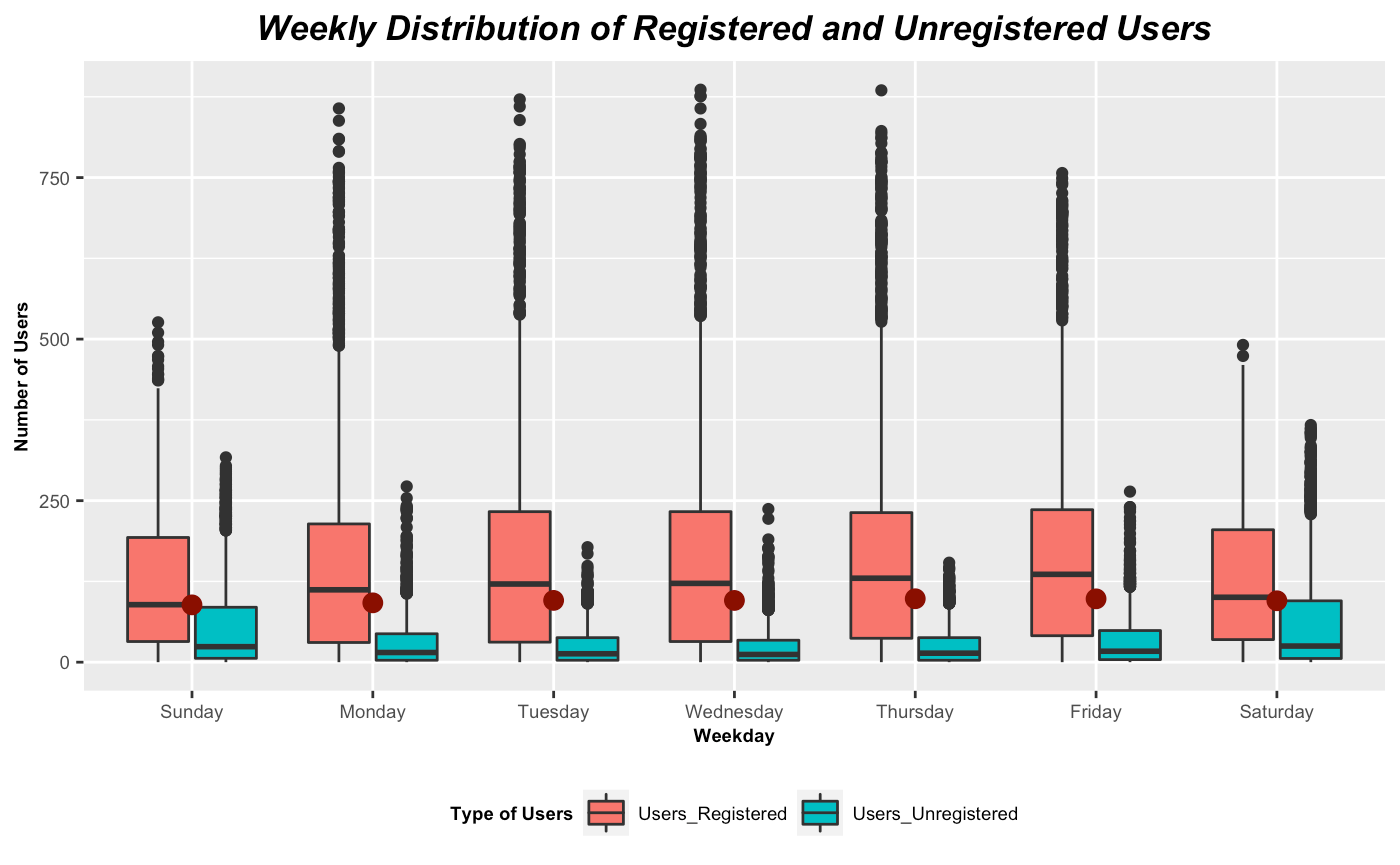 Weekly Distribution of Registered and Unregistered Users
Number of Users
750
500
250
0
Sunday Monday Tuesday Wednesday Thursday Friday Saturday
Weekday
Type of Users Users_Registered Users_Unregistered